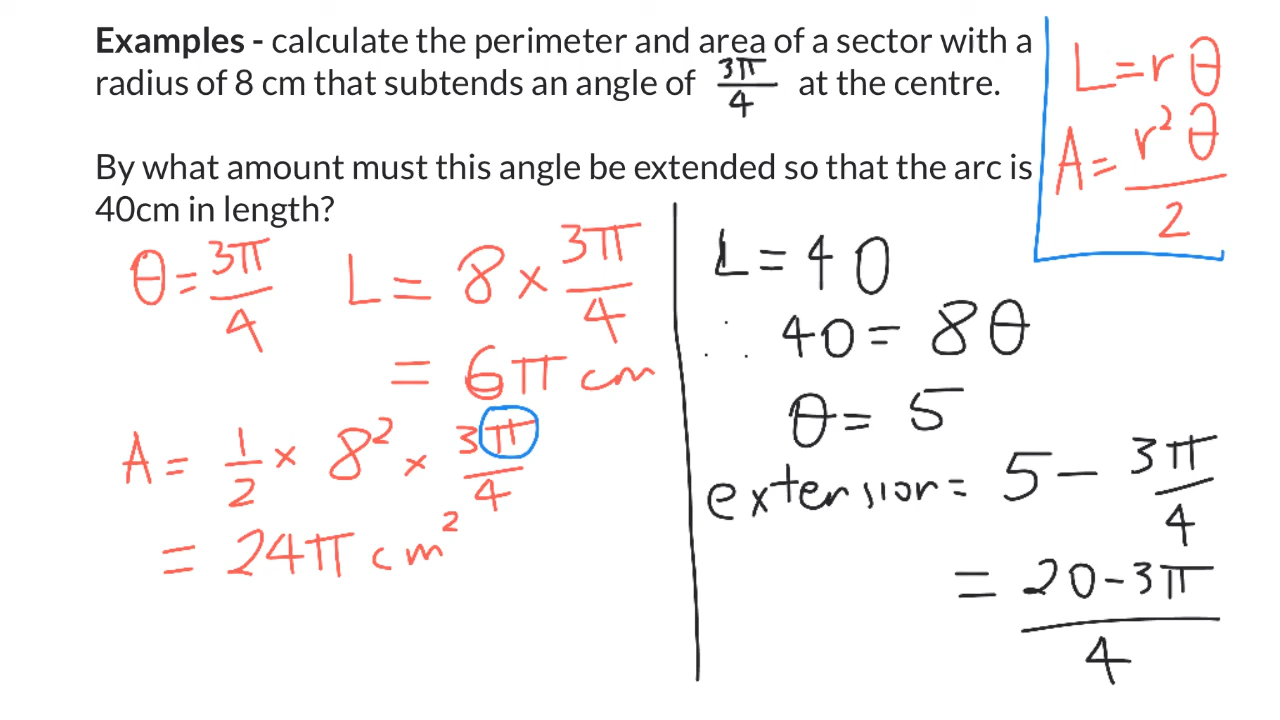 Examples - calculate the perimeter and area of a sector with a
radius of 8 cm that subtends an angle of 3π/4 at the centre.
By what amount must this angle be extended so that the arc is
40cm in length?
L = r θ
A = r² θ / 2
θ = 3π/4
L = 8 × 3π/4
= 6π cm
A = 1/2 × 8² × 3π/4
= 24π cm²
L = 40
∴ 40 = 8θ
θ = 5
extension = 5 - 3π/4
= 20 - 3π / 4